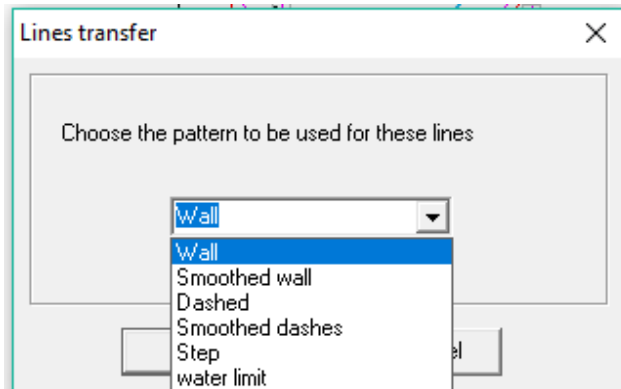 Lines transfer
Choose the pattern to be used for these lines
Wall
Wall
Smoothed wall
Dashed
Smoothed dashes
Step
water limit